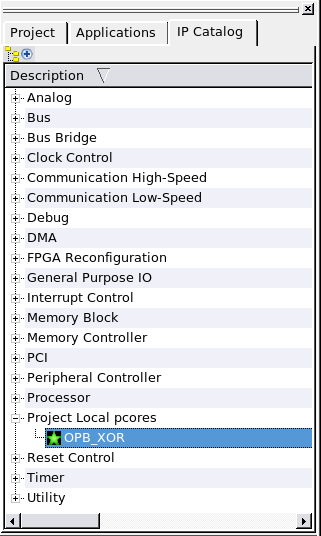 Project
Applications
IP Catalog
Description
Analog
Bus
Bus Bridge
Clock Control
Communication High-Speed
Communication Low-Speed
Debug
DMA
FPGA Reconfiguration
General Purpose IO
Interrupt Control
Memory Block
Memory Controller
PCI
Peripheral Controller
Processor
Project Local pcores
OPB_XOR
Reset Control
Timer
Utility